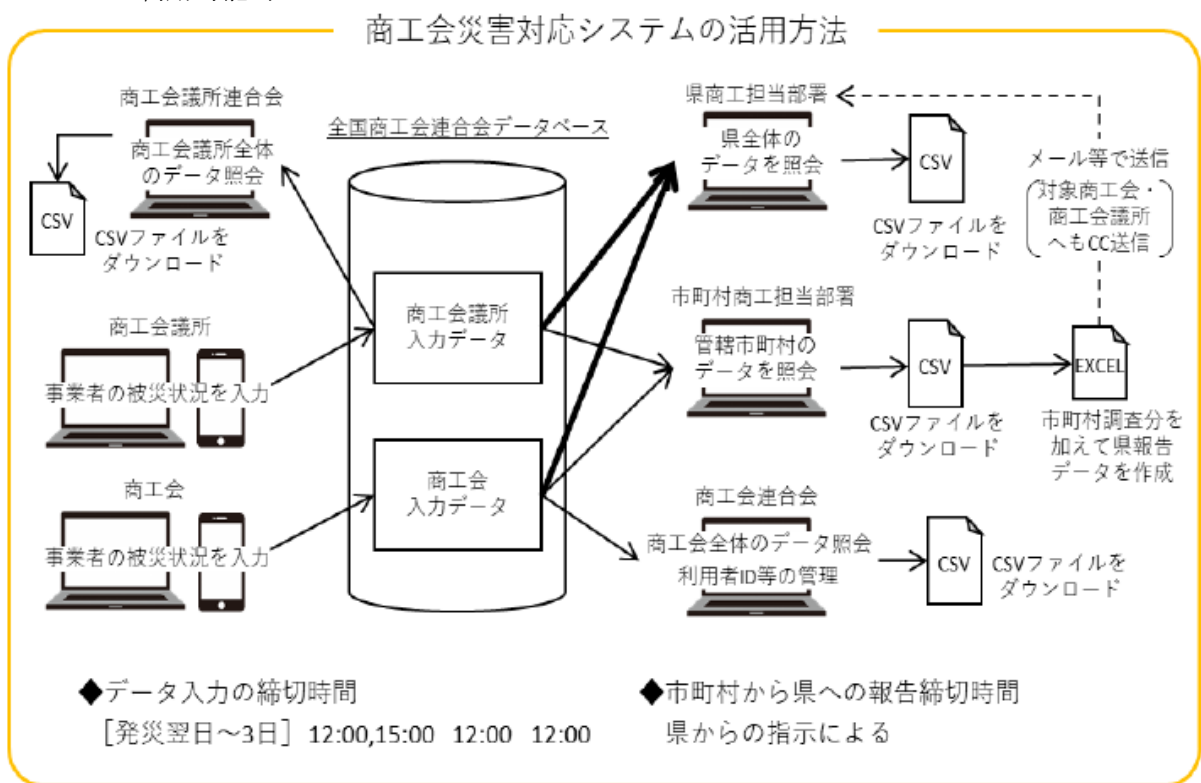 商工会災害対応システムの活用方法
商工会議所連合会
商工会議所全体
のデータ照会
CSV
CSVファイルを
ダウンロード
商工会議所
事業者の被災状況を入力
商工会
事業者の被災状況を入力
全国商工会連合会データベース
商工会議所
入力データ
商工会
入力データ
県商工担当部署
県全体の
データを照会
CSV
CSVファイルを
ダウンロード
メール等で送信
対象商工会・
商工会議所
へもCC送信
市町村商工担当部署
管轄市町村の
データを照会
CSV
CSVファイルを
ダウンロード
EXCEL
市町村調査分を
加えて県報告
データを作成
商工会連合会
商工会全体のデータ照会
利用者ID等の管理
CSV
CSVファイルを
ダウンロード
◆データ入力の締切時間
［発災翌日～3日］ 12:00,15:00 12:00 12:00
◆市町村から県への報告締切時間
県からの指示による